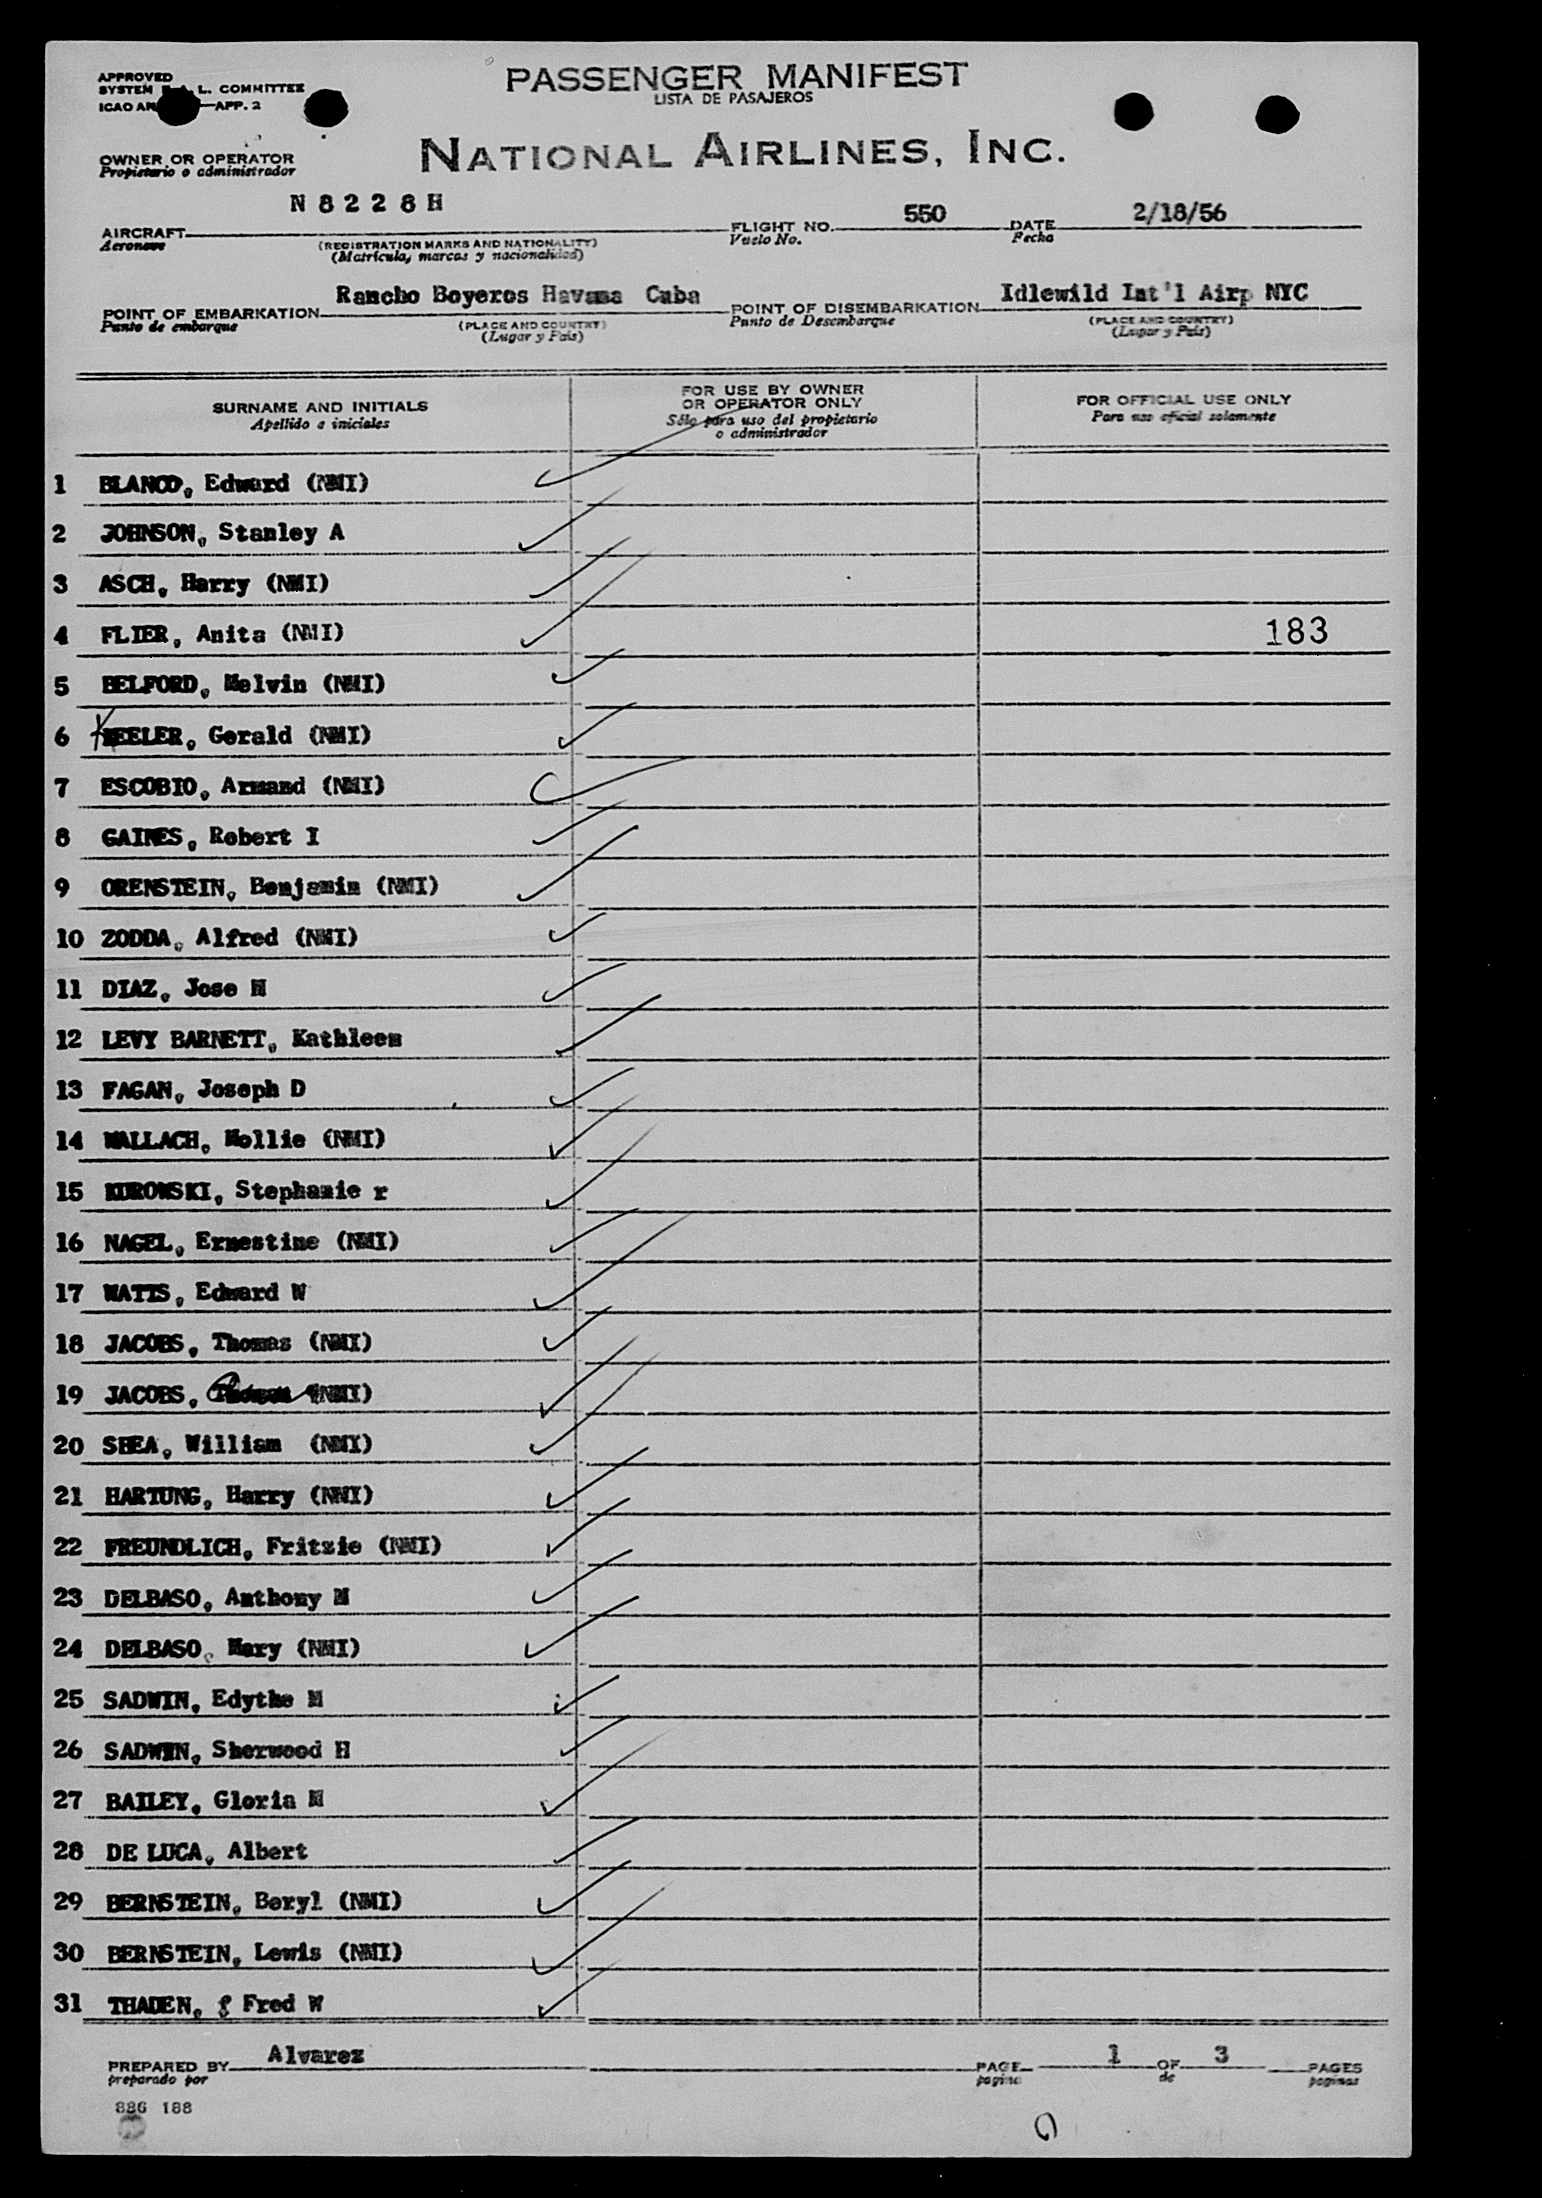 APPROVED
SYSTEM L. COMMITTEE
ICAO AN —APP. 2
PASSENGER MANIFEST
LISTA DE PASAJEROS
OWNER OR OPERATOR
Propietario o administrador
NATIONAL AIRLINES, INC.
AIRCRAFT N 8 2 2 8 H
Aeronave
(REGISTRATION MARKS AND NATIONALITY)
(Matrícula, marcas y nacionalidad)
FLIGHT NO. 550
Vuelo No.
DATE 2/18/56
Fecha
POINT OF EMBARKATION Rancho Boyeros Havana Cuba
Punto de embarque
(PLACE AND COUNTRY)
(Lugar y País)
POINT OF DISEMBARKATION Idlewild Int'l Airp NYC
Punto de Desembarque
(PLACE AND COUNTRY)
(Lugar y País)
SURNAME AND INITIALS
Apellido e iniciales
FOR USE BY OWNER
OR OPERATOR ONLY
Sólo para uso del propietario
o administrador
FOR OFFICIAL USE ONLY
Para uso oficial solamente
1 BLANCO, Edward (NMI)
2 JOHNSON, Stanley A
3 ASCH, Harry (NMI)
4 FLIER, Anita (NMI)
183
5 BELFORD, Melvin (NMI)
6 KEELER, Gerald (NMI)
7 ESCOBIO, Armand (NMI)
8 GAINES, Robert I
9 ORENSTEIN, Benjamin (NMI)
10 ZODDA, Alfred (NMI)
11 DIAZ, Jose H
12 LEVY BARNETT, Kathleen
13 FAGAN, Joseph D
14 WALLACH, Mollie (NMI)
15 KUROWSKI, Stephanie r
16 NAGEL, Ernestine (NMI)
17 WATTS, Edward W
18 JACOBS, Thomas (NMI)
19 JACOBS, (NMI)
20 SHEA, William (NMI)
21 HARTUNG, Harry (NMI)
22 FREUNDLICH, Fritzie (NMI)
23 DELBASO, Anthony M
24 DELBASO, Mary (NMI)
25 SADWIN, Edythe M
26 SADWIN, Sherwood H
27 BAILEY, Gloria M
28 DE LUCA, Albert
29 BERNSTEIN, Beryl (NMI)
30 BERNSTEIN, Lewis (NMI)
31 THADEN, Fred W
PREPARED BY Alvarez
preparado por
PAGE 1 OF 3 PAGES
pagina de paginas
886 188